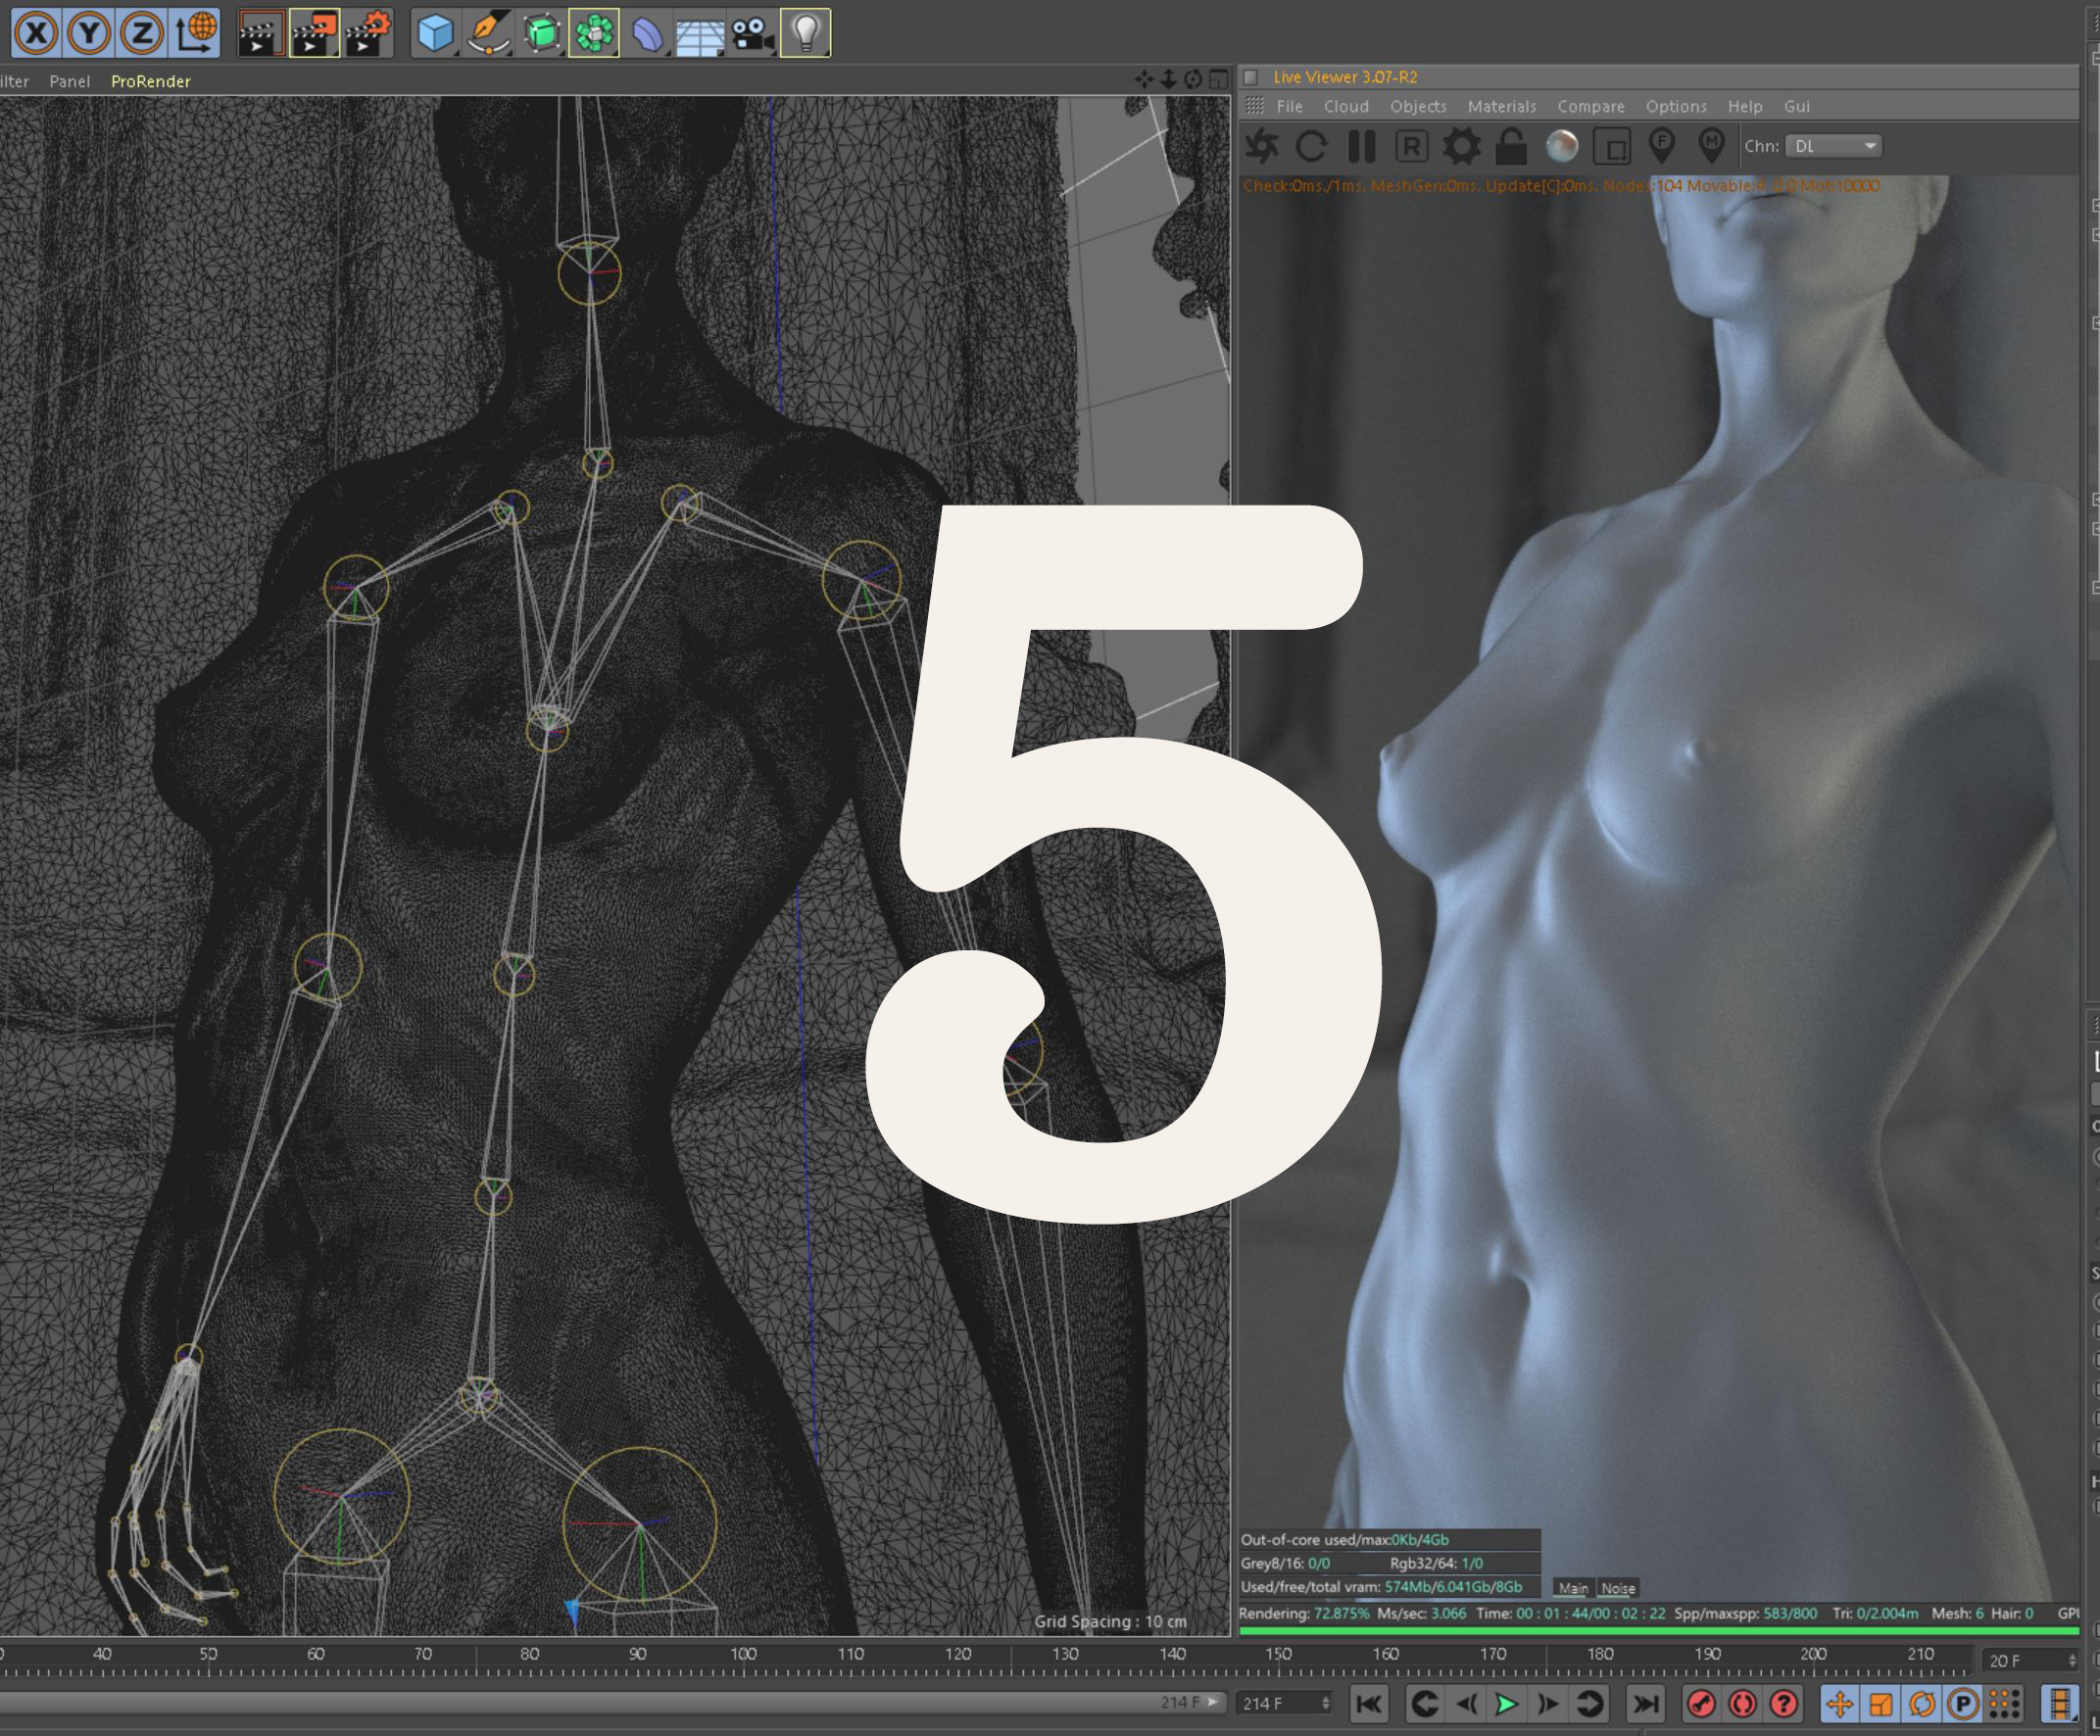 X Y Z
ilter Panel ProRender
Live Viewer 3.07-R2
File Cloud Objects Materials Compare Options Help Gui
R F M Chn: DL
Check:0ms./1ms. MeshGen:0ms. Update[C]:0ms. Nodes:104 Movable:4 0:0 Mot:10000
5
Out-of-core used/max:0Kb/4Gb
Grey8/16: 0/0 Rgb32/64: 1/0
Used/free/total vram: 574Mb/6.041Gb/8Gb Main Noise
Rendering: 72.875% Ms/sec: 3.066 Time: 00 : 01 : 44/00 : 02 : 22 Spp/maxspp: 583/800 Tri: 0/2.004m Mesh: 6 Hair: 0 GPU
Grid Spacing : 10 cm
40 50 60 70 80 90 100 110 120 130 140 150 160 170 180 190 200 210 20 F
214 F 214 F ? P